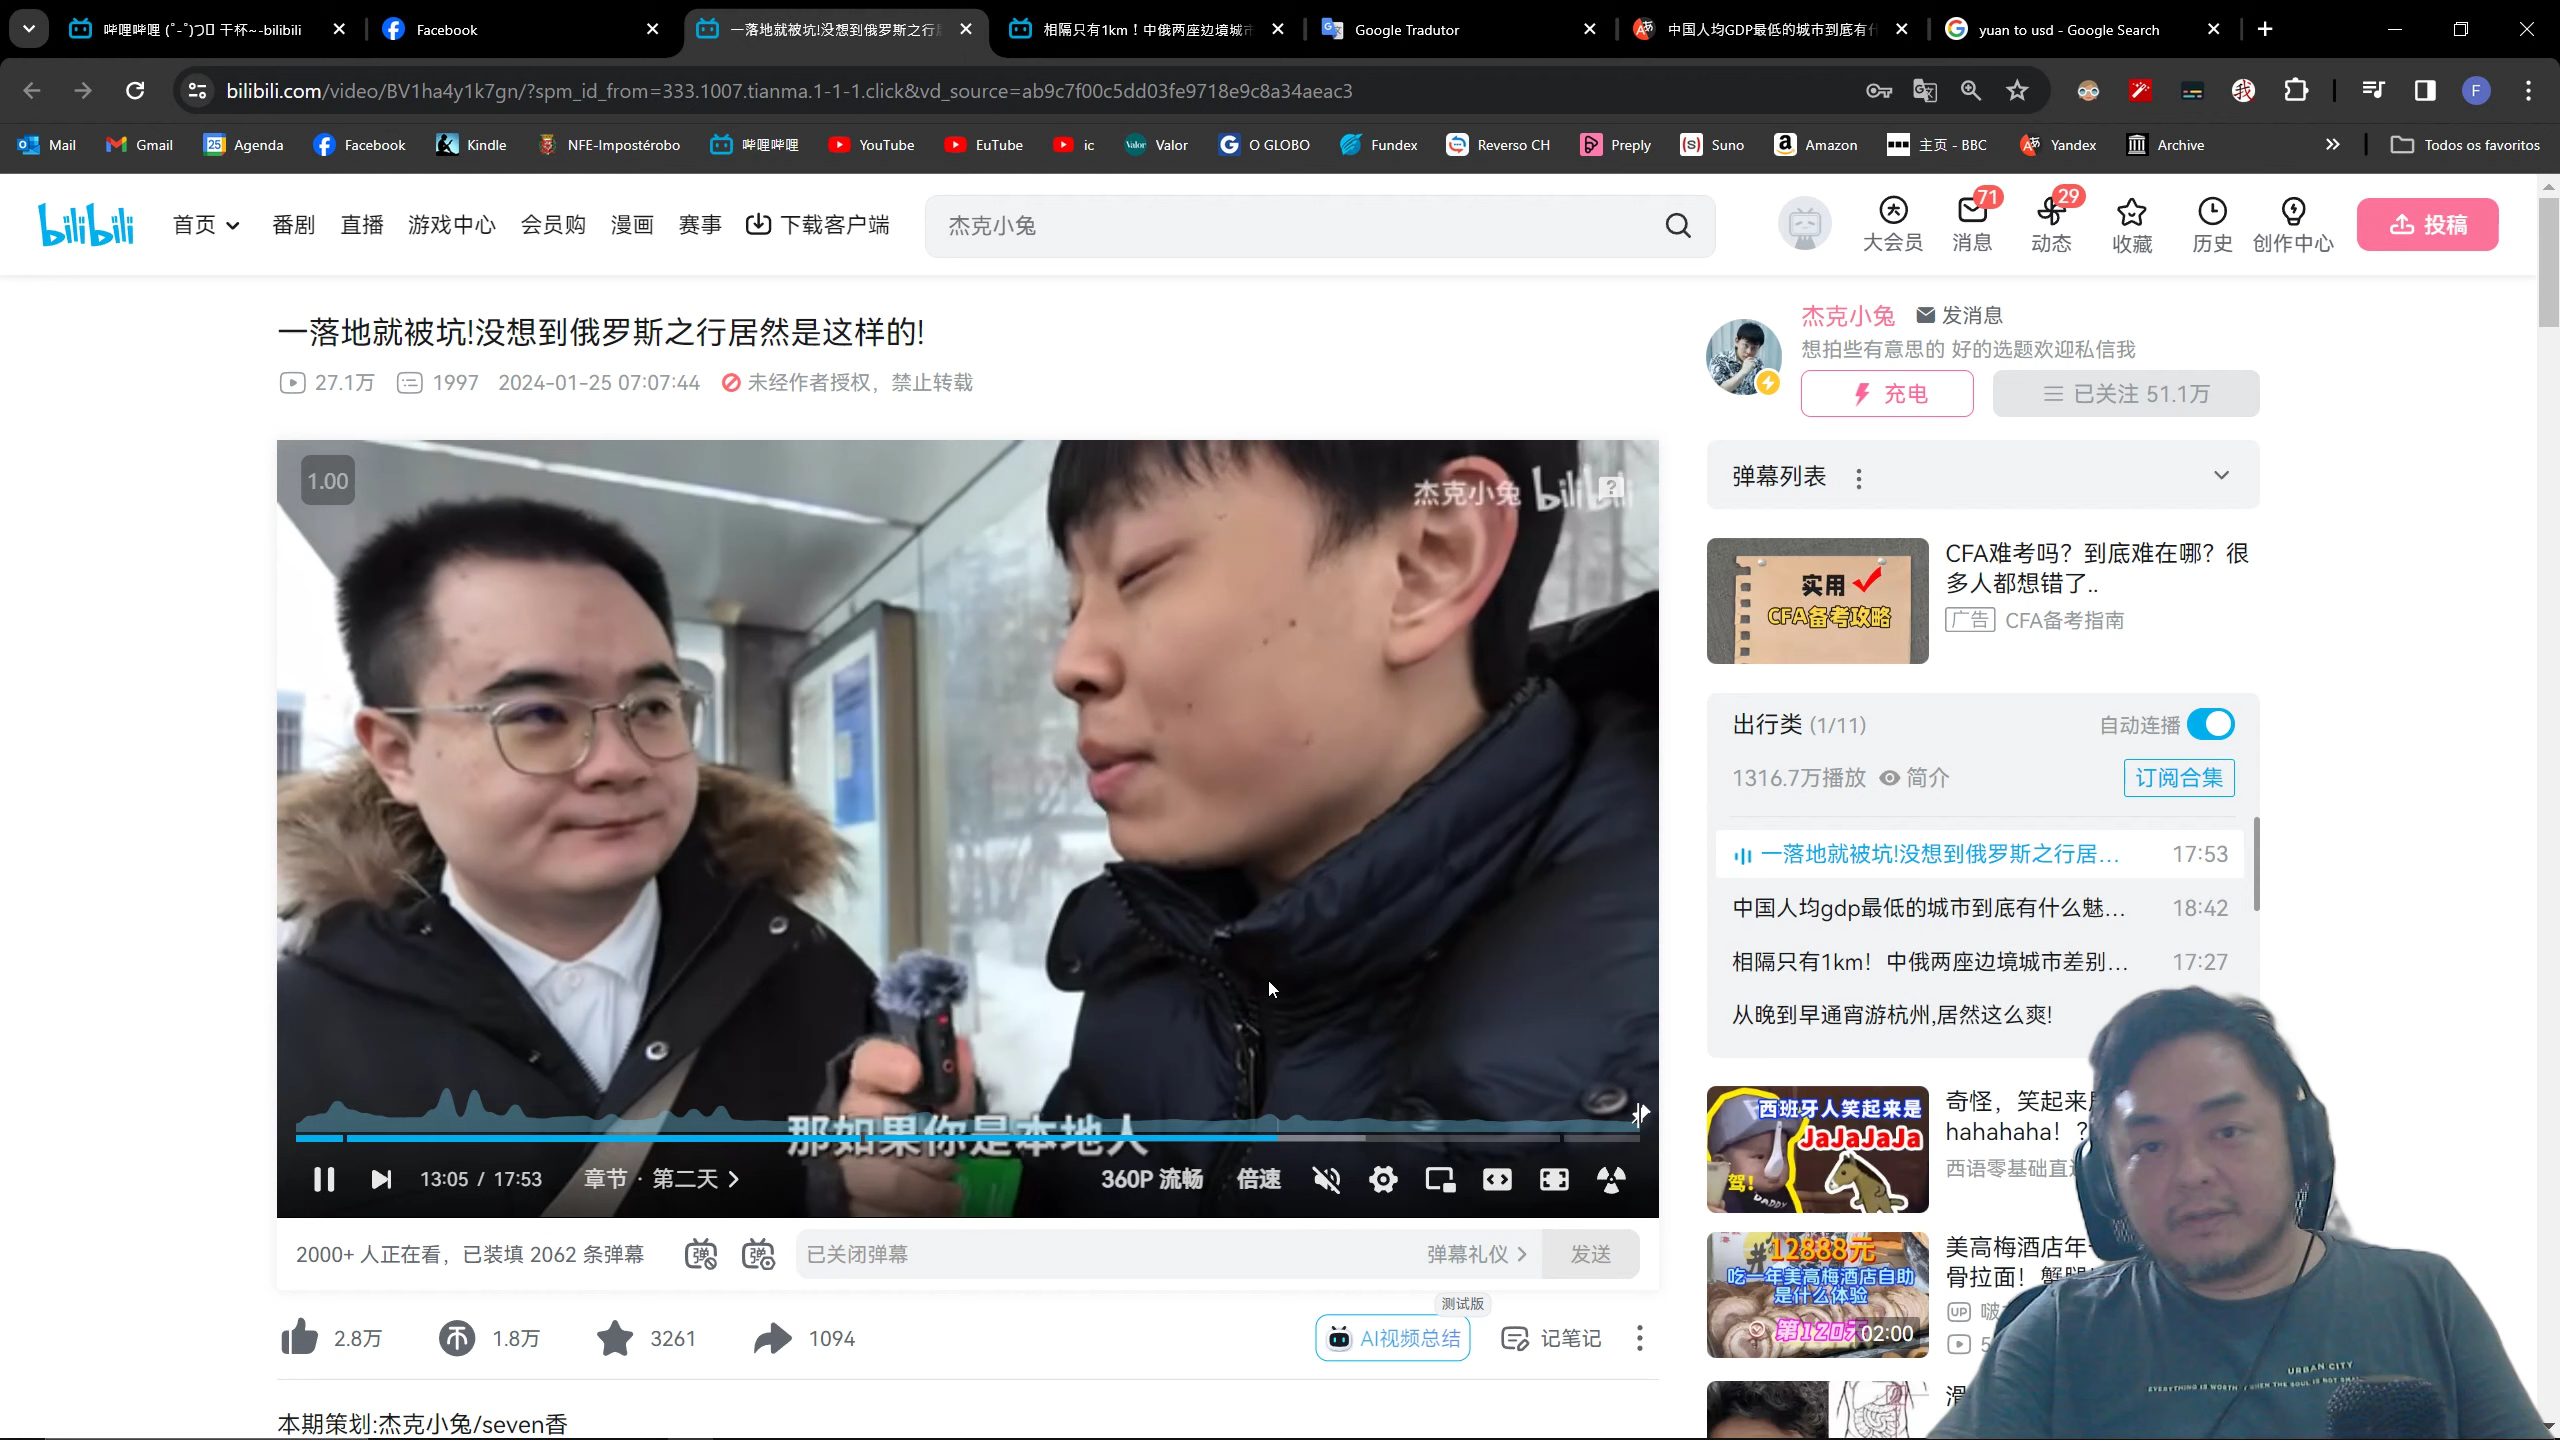 哔哩哔哩 (゜-゜)つロ 干杯~-bilibili
Facebook
一落地就被坑!没想到俄罗斯之行
相隔只有1km！中俄两座边境城市
Google Tradutor
中国人均GDP最低的城市到底有什
yuan to usd - Google Search
bilibili.com/video/BV1ha4y1k7gn/?spm_id_from=333.1007.tianma.1-1-1.click&vd_source=ab9c7f00c5dd03fe9718e9c8a34aeac3
F
Mail
Gmail
Agenda
Facebook
Kindle
NFE-Impostérobo
哔哩哔哩
YouTube
EuTube
ic
Valor
O GLOBO
Fundex
Reverso CH
Preply
Suno
Amazon
主页 - BBC
Yandex
Archive
Todos os favoritos
bilibili
首页
番剧
直播
游戏中心
会员购
漫画
赛事
下载客户端
杰克小兔
大会员
71
消息
29
动态
收藏
历史
创作中心
投稿
一落地就被坑!没想到俄罗斯之行居然是这样的!
27.1万
1997
2024-01-25 07:07:44
未经作者授权，禁止转载
杰克小兔
发消息
想拍些有意思的 好的选题欢迎私信我
充电
已关注 51.1万
1.00
杰克小兔 bilibili
那如果你是本地人
13:05 / 17:53
章节 · 第二天
360P 流畅
倍速
2000+ 人正在看，已装填 2062 条弹幕
已关闭弹幕
弹幕礼仪
发送
2.8万
1.8万
3261
1094
测试版
AI视频总结
记笔记
本期策划:杰克小兔/seven香
弹幕列表
实用
CFA备考攻略
CFA难考吗？到底难在哪？很
多人都想错了..
广告 CFA备考指南
出行类 (1/11)
自动连播
1316.7万播放
简介
订阅合集
一落地就被坑!没想到俄罗斯之行居...
17:53
中国人均gdp最低的城市到底有什么魅...
18:42
相隔只有1km！中俄两座边境城市差别...
17:27
从晚到早通宵游杭州,居然这么爽!
西班牙人笑起来是
JaJaJaJa
驾!
DADDY
奇怪，笑起来
hahahaha！？
西语零基础直
#12888元
吃一年美高梅酒店自助
是什么体验
第120天
02:00
美高梅酒店年
骨拉面！蟹腿
UP
URBAN CITY